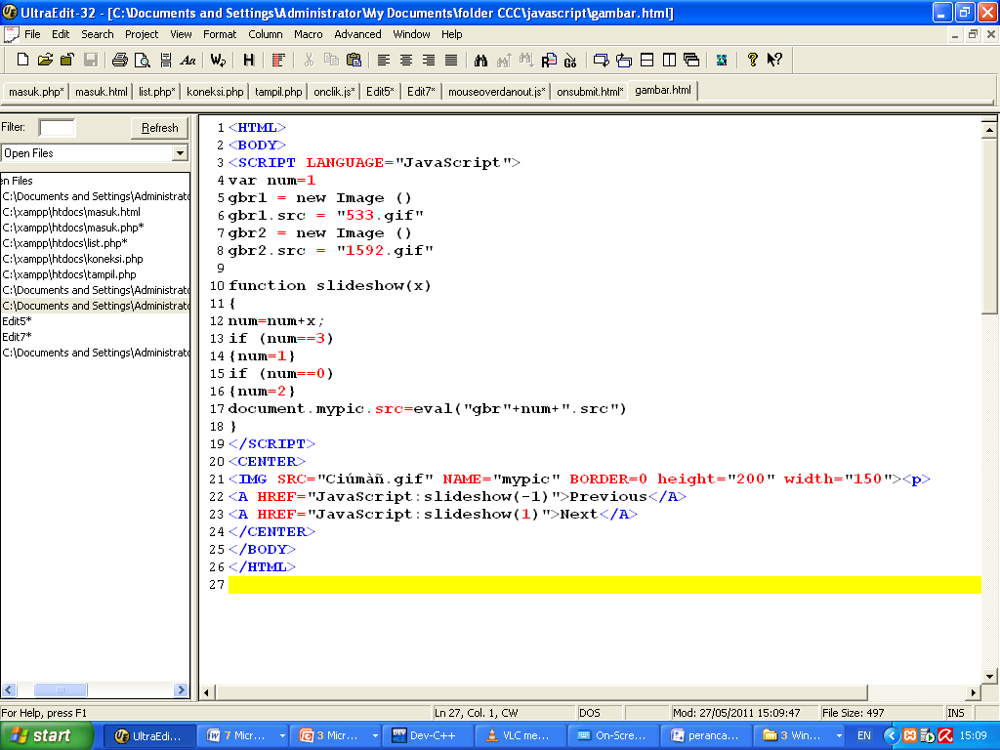 UltraEdit-32 - [C:\Documents and Settings\Administrator\My Documents\folder CCC\javascript\gambar.html]
File Edit Search Project View Format Column Macro Advanced Window Help
masuk.php* masuk.html list.php* koneksi.php tampil.php onclik.js* Edit5* Edit7* mouseoverdanout.js* onsubmit.html* gambar.html
Filter: Refresh
Open Files
en Files
C:\Documents and Settings\Administrato
C:\xampp\htdocs\masuk.html
C:\xampp\htdocs\masuk.php*
C:\xampp\htdocs\list.php*
C:\xampp\htdocs\koneksi.php
C:\xampp\htdocs\tampil.php
C:\Documents and Settings\Administrato
C:\Documents and Settings\Administrato
Edit5*
Edit7*
C:\Documents and Settings\Administrato
1 <HTML>
2 <BODY>
3 <SCRIPT LANGUAGE="JavaScript">
4 var num=1
5 gbr1 = new Image ()
6 gbr1.src = "533.gif"
7 gbr2 = new Image ()
8 gbr2.src = "1592.gif"
9
10 function slideshow(x)
11 {
12 num=num+x;
13 if (num==3)
14 {num=1}
15 if (num==0)
16 {num=2}
17 document.mypic.src=eval("gbr"+num+".src")
18 }
19 </SCRIPT>
20 <CENTER>
21 <IMG SRC="Ciúmàñ.gif" NAME="mypic" BORDER=0 height="200" width="150"><p>
22 <A HREF="JavaScript:slideshow(-1)">Previous</A>
23 <A HREF="JavaScript:slideshow(1)">Next</A>
24 </CENTER>
25 </BODY>
26 </HTML>
27
For Help, press F1 Ln 27, Col. 1, CW DOS Mod: 27/05/2011 15:09:47 File Size: 497 INS
start UltraEdi... 7 Micr... 3 Micr... Dev-C++ VLC me... On-Scre... peranca... 3 Win... EN 15:09